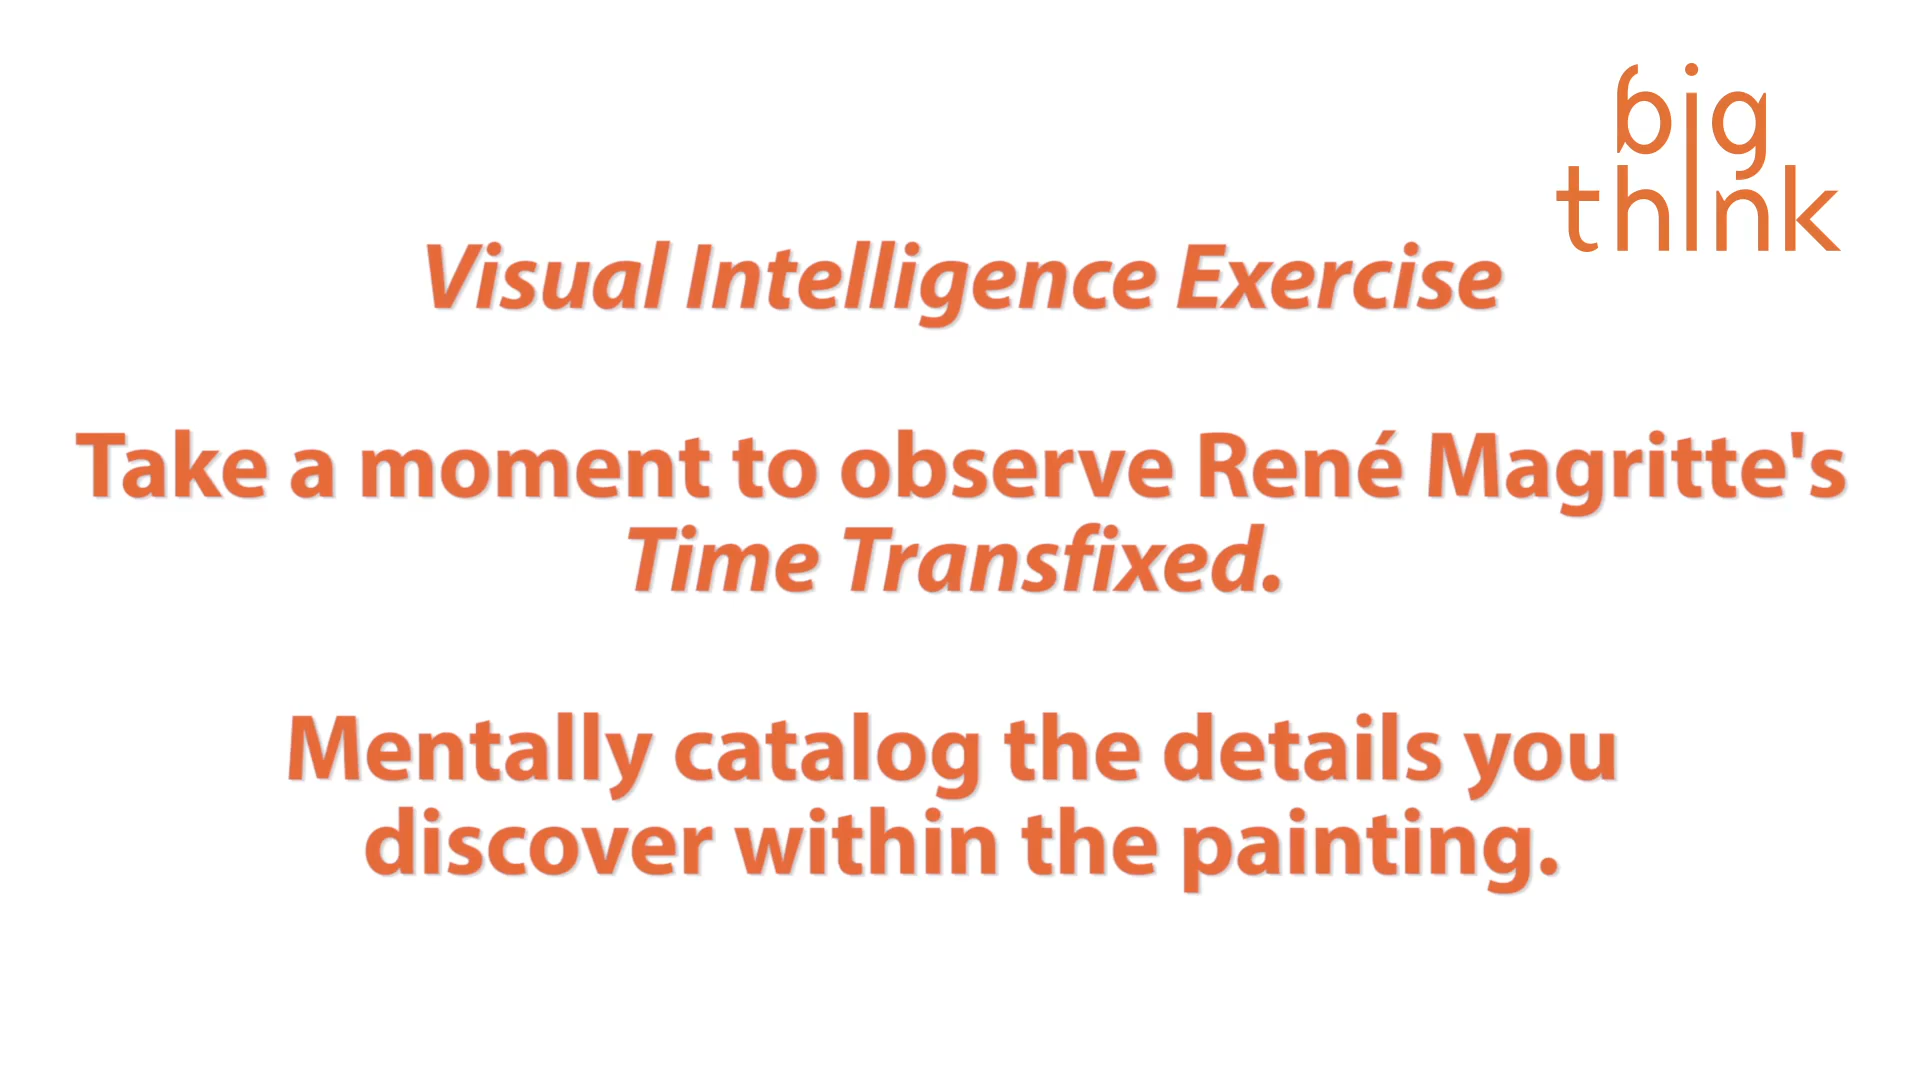 big
think
Visual Intelligence Exercise
Take a moment to observe René Magritte's
Time Transfixed.
Mentally catalog the details you
discover within the painting.